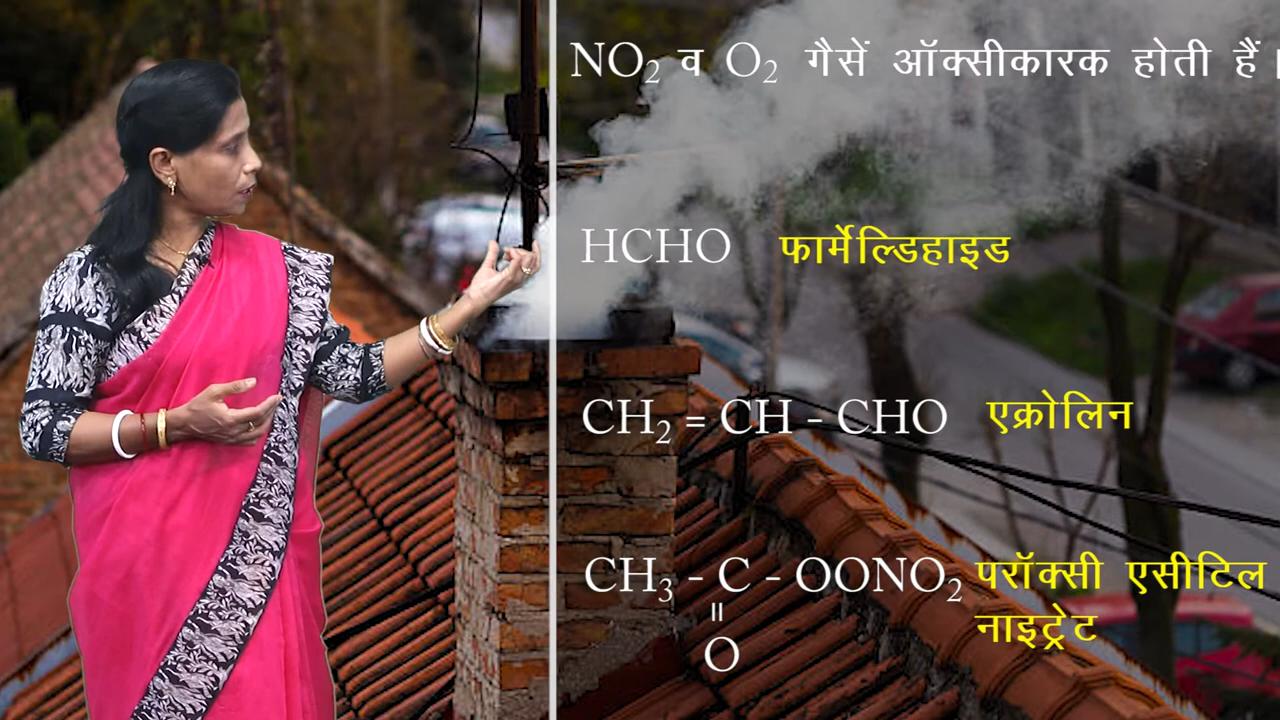 NO₂ व O₂ गैसें ऑक्सीकारक होती हैं।
HCHO फार्मेल्डिहाइड
CH₂ = CH - CHO एक्रोलिन
CH₃ - C - OONO₂ परॉक्सी एसीटिल
॥
O
नाइट्रेट